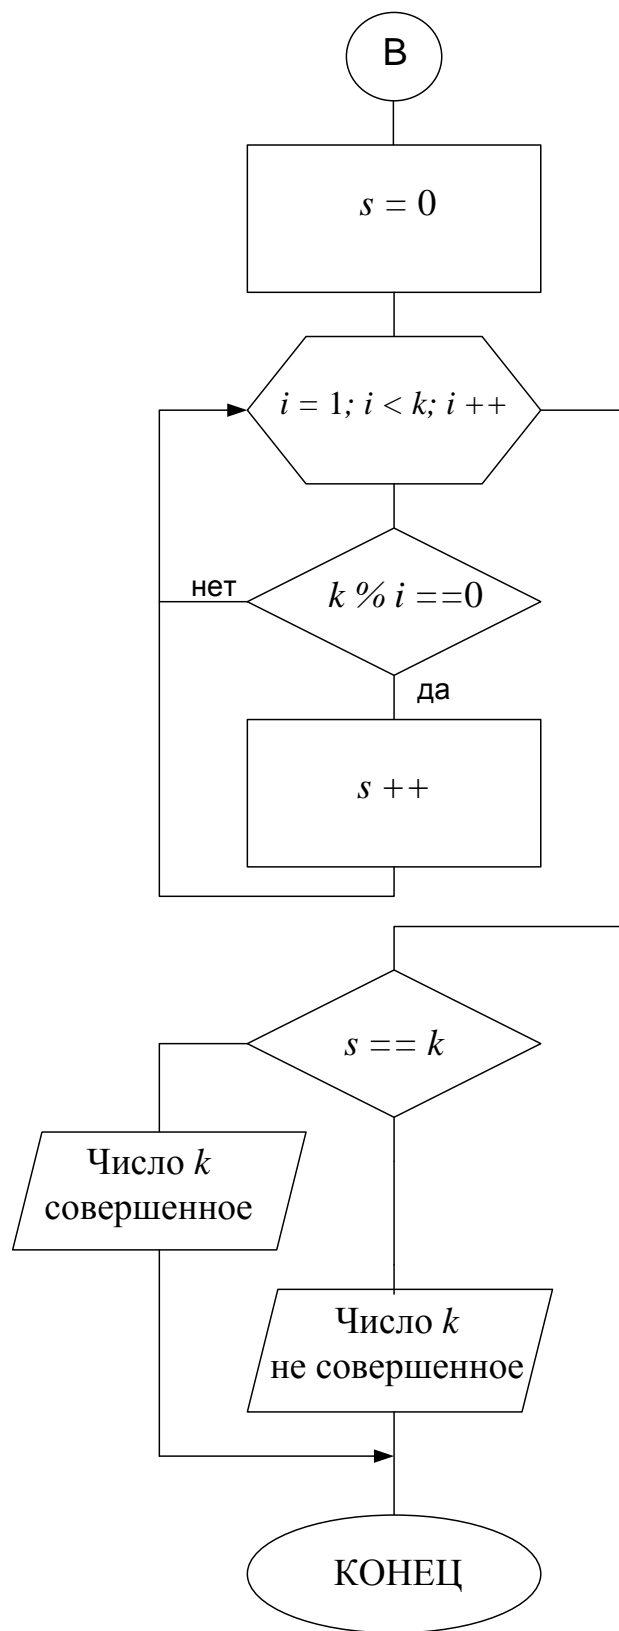 В
s = 0
i = 1; i < k; i ++
нет
k % i ==0
да
s ++
s == k
Число k
совершенное
Число k
не совершенное
КОНЕЦ